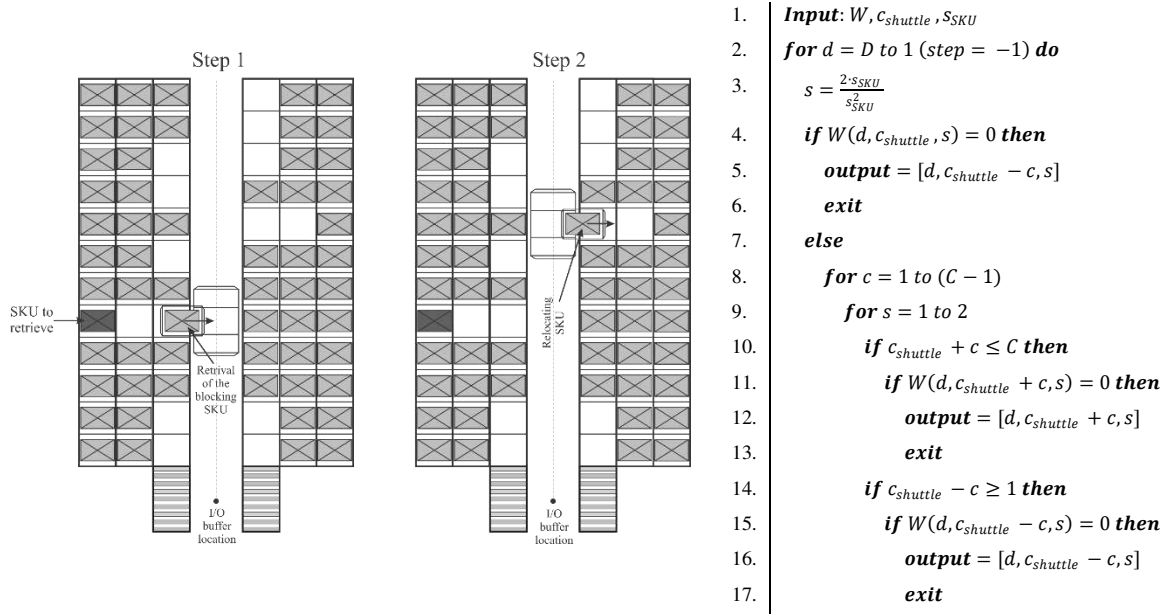 Step 1
SKU to
retrieve
Retrival
of the
blocking
SKU
I/O
buffer
location
Step 2
Relocating
SKU
I/O
buffer
location
1. Input: W, c_shuttle, s_SKU
2. for d = D to 1 (step = −1) do
3. s = 2·s_SKU / s²_SKU
4. if W(d, c_shuttle, s) = 0 then
5. output = [d, c_shuttle − c, s]
6. exit
7. else
8. for c = 1 to (C − 1)
9. for s = 1 to 2
10. if c_shuttle + c ≤ C then
11. if W(d, c_shuttle + c, s) = 0 then
12. output = [d, c_shuttle + c, s]
13. exit
14. if c_shuttle − c ≥ 1 then
15. if W(d, c_shuttle − c, s) = 0 then
16. output = [d, c_shuttle − c, s]
17. exit